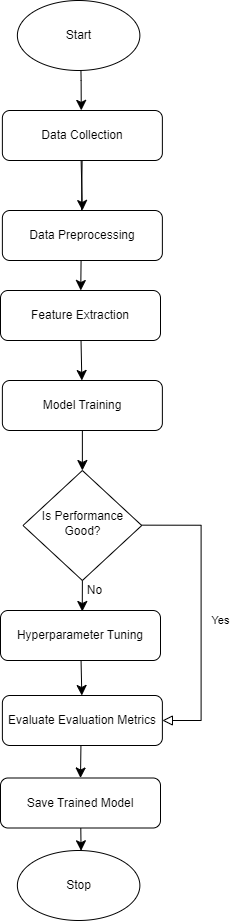 Start
Data Collection
Data Preprocessing
Feature Extraction
Model Training
Is Performance
Good?
No
Yes
Hyperparameter Tuning
Evaluate Evaluation Metrics
Save Trained Model
Stop